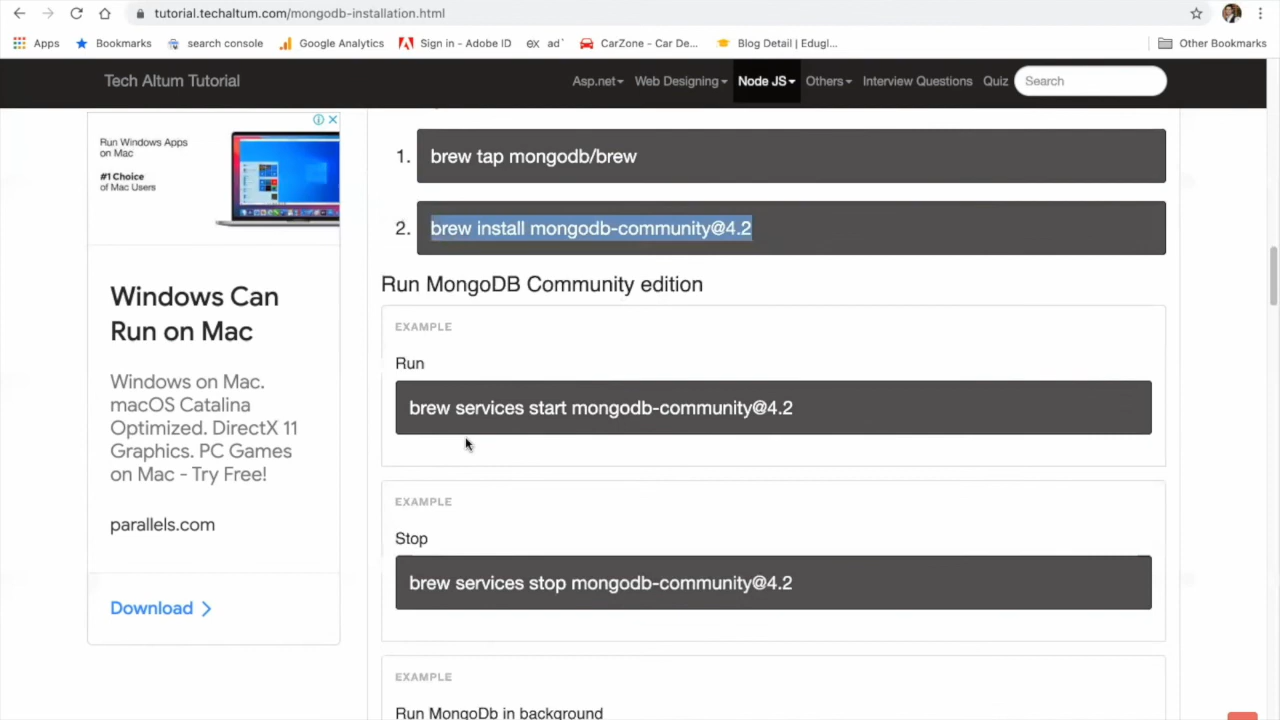 tutorial.techaltum.com/mongodb-installation.html
Apps Bookmarks search console Google Analytics Sign in - Adobe ID ex ad` CarZone - Car De... Blog Detail | Edugl... Other Bookmarks
Tech Altum Tutorial Asp.net Web Designing Node JS Others Interview Questions Quiz Search
Run Windows Apps
on Mac
#1 Choice
of Mac Users
Windows Can
Run on Mac
Windows on Mac.
macOS Catalina
Optimized. DirectX 11
Graphics. PC Games
on Mac - Try Free!
parallels.com
Download
1. brew tap mongodb/brew
2. brew install mongodb-community@4.2
Run MongoDB Community edition
EXAMPLE
Run
brew services start mongodb-community@4.2
EXAMPLE
Stop
brew services stop mongodb-community@4.2
EXAMPLE
Run MongoDb in background